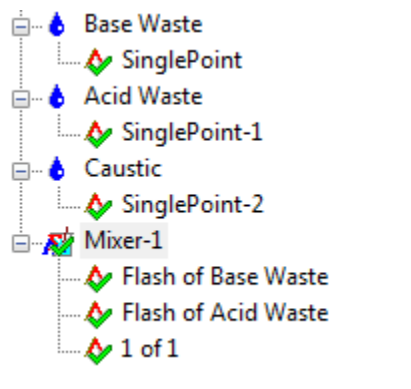 Base Waste
SinglePoint
Acid Waste
SinglePoint-1
Caustic
SinglePoint-2
Mixer-1
Flash of Base Waste
Flash of Acid Waste
1 of 1